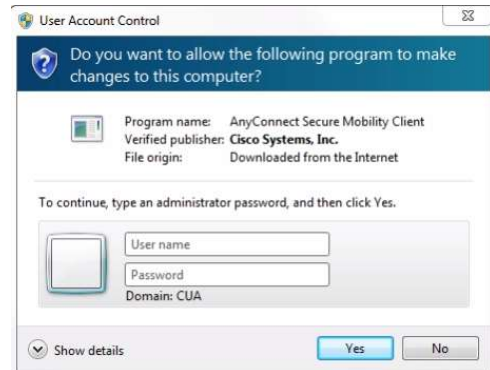 User Account Control
Do you want to allow the following program to make
changes to this computer?
Program name: AnyConnect Secure Mobility Client
Verified publisher: Cisco Systems, Inc.
File origin: Downloaded from the Internet
To continue, type an administrator password, and then click Yes.
User name
Password
Domain: CUA
Show details
Yes
No